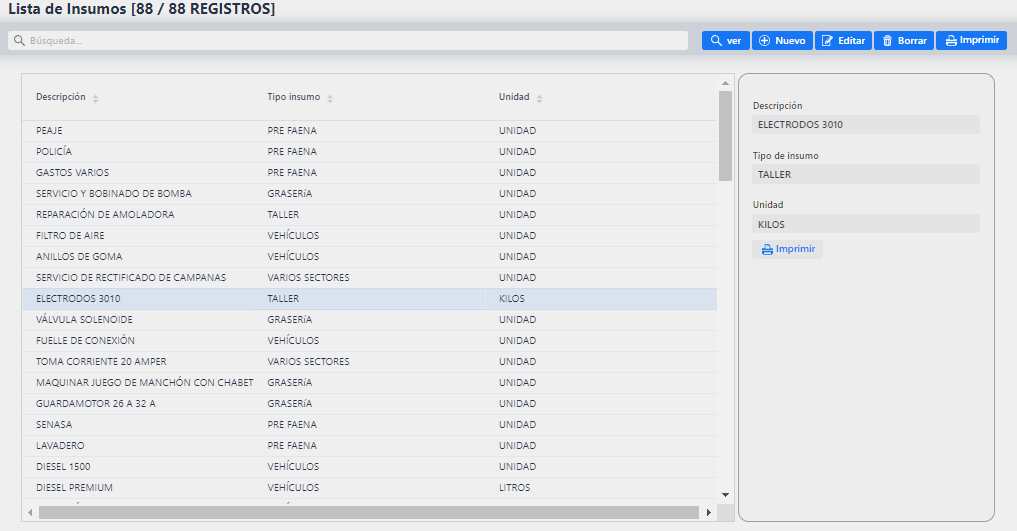 Lista de Insumos [88 / 88 REGISTROS]
Búsqueda... ver Nuevo Editar Borrar Imprimir
Descripción Tipo insumo Unidad
PEAJE PRE FAENA UNIDAD
POLICÍA PRE FAENA UNIDAD
GASTOS VARIOS PRE FAENA UNIDAD
SERVICIO Y BOBINADO DE BOMBA GRASERíA UNIDAD
REPARACIÓN DE AMOLADORA TALLER UNIDAD
FILTRO DE AIRE VEHÍCULOS UNIDAD
ANILLOS DE GOMA VEHÍCULOS UNIDAD
SERVICIO DE RECTIFICADO DE CAMPANAS VARIOS SECTORES UNIDAD
ELECTRODOS 3010 TALLER KILOS
VÁLVULA SOLENOIDE GRASERíA UNIDAD
FUELLE DE CONEXIÓN VEHÍCULOS UNIDAD
TOMA CORRIENTE 20 AMPER VARIOS SECTORES UNIDAD
MAQUINAR JUEGO DE MANCHÓN CON CHABET GRASERíA UNIDAD
GUARDAMOTOR 26 A 32 A GRASERíA UNIDAD
SENASA PRE FAENA UNIDAD
LAVADERO PRE FAENA UNIDAD
DIESEL 1500 VEHÍCULOS UNIDAD
DIESEL PREMIUM VEHÍCULOS LITROS
Descripción
ELECTRODOS 3010
Tipo de insumo
TALLER
Unidad
KILOS
Imprimir